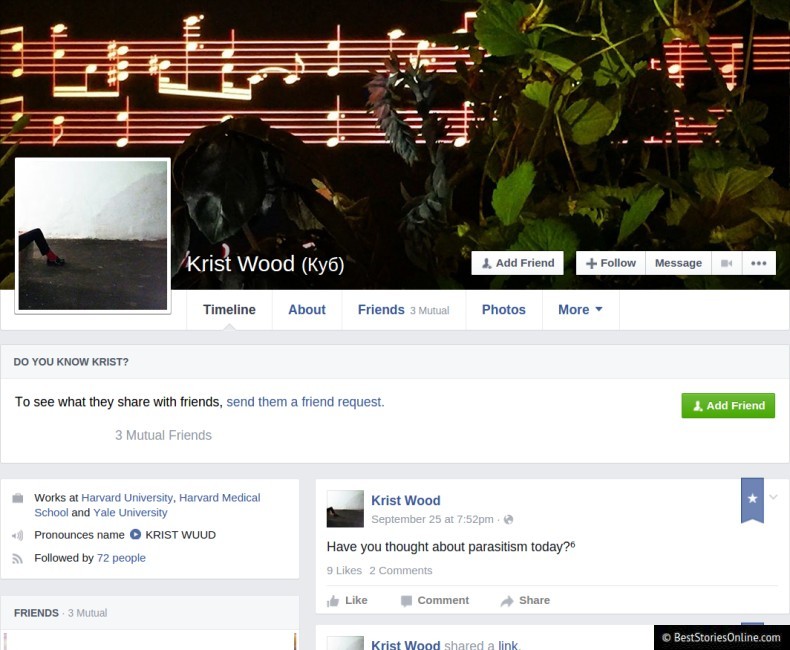 Krist Wood (Куб)
Add Friend
Follow
Message
Timeline
About
Friends 3 Mutual
Photos
More
DO YOU KNOW KRIST?
To see what they share with friends, send them a friend request.
Add Friend
3 Mutual Friends
Works at Harvard University, Harvard Medical
School and Yale University
Pronounces name KRIST WUUD
Followed by 72 people
FRIENDS · 3 Mutual
Krist Wood
September 25 at 7:52pm ·
Have you thought about parasitism today?⁶
9 Likes 2 Comments
Like
Comment
Share
Krist Wood shared a link.
© BestStoriesOnline.com